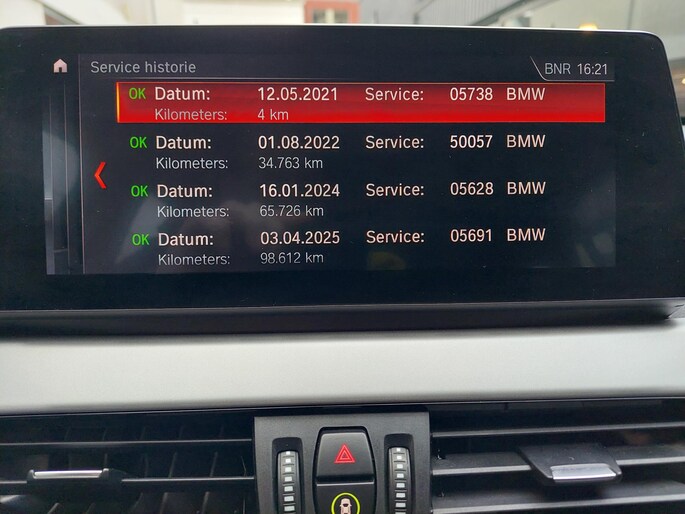 Service historie
BNR 16:21
OK Datum: 12.05.2021 Service: 05738 BMW
Kilometers: 4 km
OK Datum: 01.08.2022 Service: 50057 BMW
Kilometers: 34.763 km
OK Datum: 16.01.2024 Service: 05628 BMW
Kilometers: 65.726 km
OK Datum: 03.04.2025 Service: 05691 BMW
Kilometers: 98.612 km